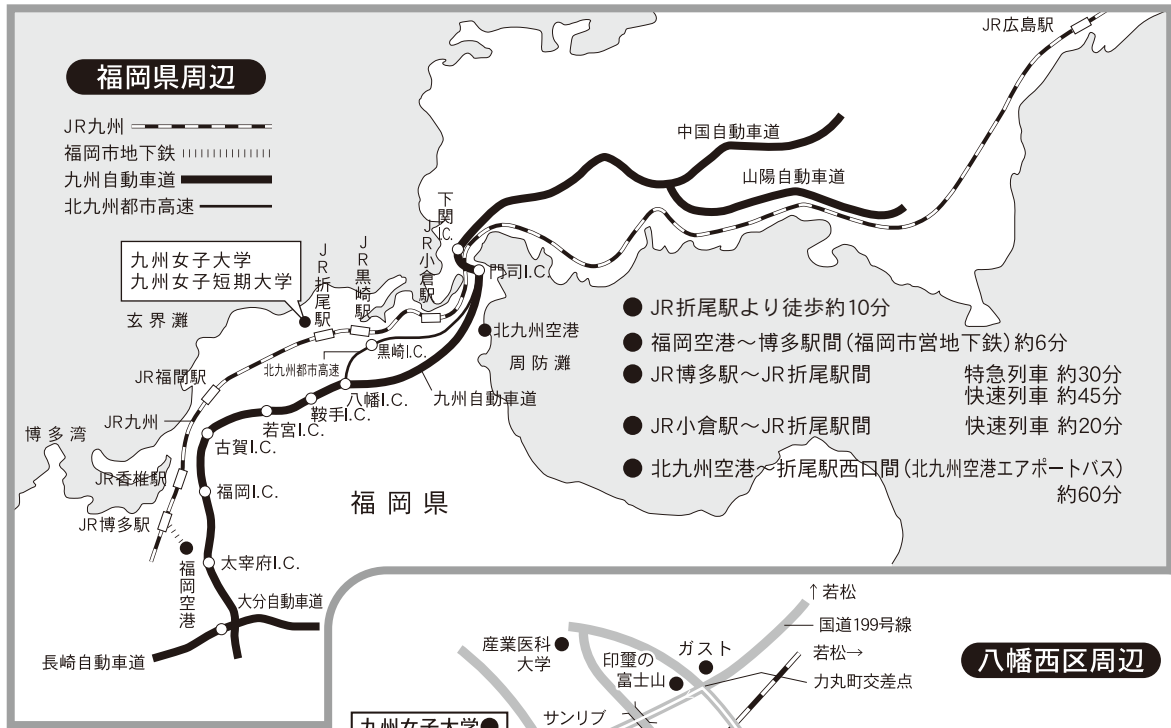 福岡県周辺
JR九州
福岡市地下鉄
九州自動車道
北九州都市高速
JR広島駅
中国自動車道
山陽自動車道
下関I.C.
門司I.C.
JR小倉駅
JR黒崎駅
JR折尾駅
九州女子大学
九州女子短期大学
玄界灘
北九州空港
周防灘
黒崎I.C.
北九州都市高速
JR福間駅
八幡I.C.
九州自動車道
鞍手I.C.
JR九州
若宮I.C.
博多湾
古賀I.C.
JR香椎駅
福岡I.C.
福岡県
JR博多駅
太宰府I.C.
福岡空港
大分自動車道
長崎自動車道
● JR折尾駅より徒歩約10分
● 福岡空港〜博多駅間(福岡市営地下鉄)約6分
● JR博多駅〜JR折尾駅間 特急列車 約30分
快速列車 約45分
● JR小倉駅〜JR折尾駅間 快速列車 約20分
● 北九州空港〜折尾駅西口間(北九州空港エアポートバス)
約60分
八幡西区周辺
↑若松
国道199号線
若松→
力丸町交差点
ガスト
印璽の
富士山
産業医科
大学
サンリブ
九州女子大学